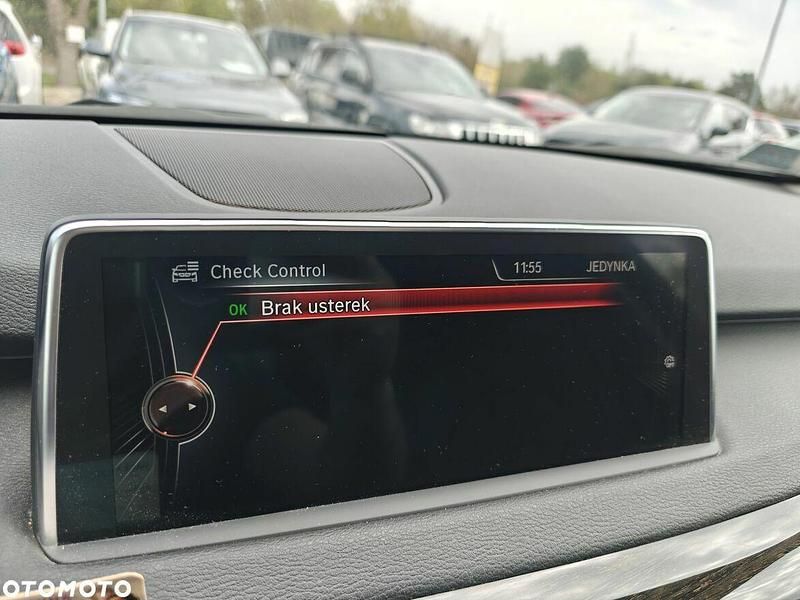 Check Control
11:55
JEDYNKA
OK Brak usterek
OTOMOTO